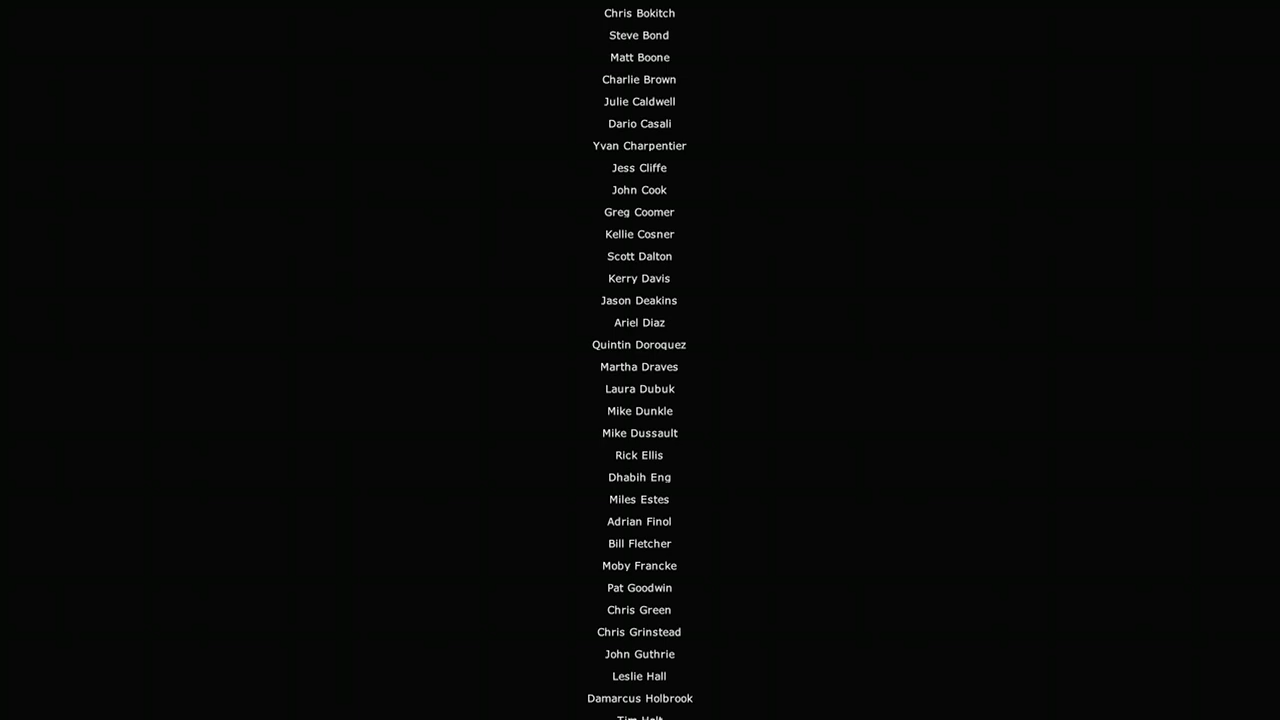 Chris Bokitch
Steve Bond
Matt Boone
Charlie Brown
Julie Caldwell
Dario Casali
Yvan Charpentier
Jess Cliffe
John Cook
Greg Coomer
Kellie Cosner
Scott Dalton
Kerry Davis
Jason Deakins
Ariel Diaz
Quintin Doroquez
Martha Draves
Laura Dubuk
Mike Dunkle
Mike Dussault
Rick Ellis
Dhabih Eng
Miles Estes
Adrian Finol
Bill Fletcher
Moby Francke
Pat Goodwin
Chris Green
Chris Grinstead
John Guthrie
Leslie Hall
Damarcus Holbrook